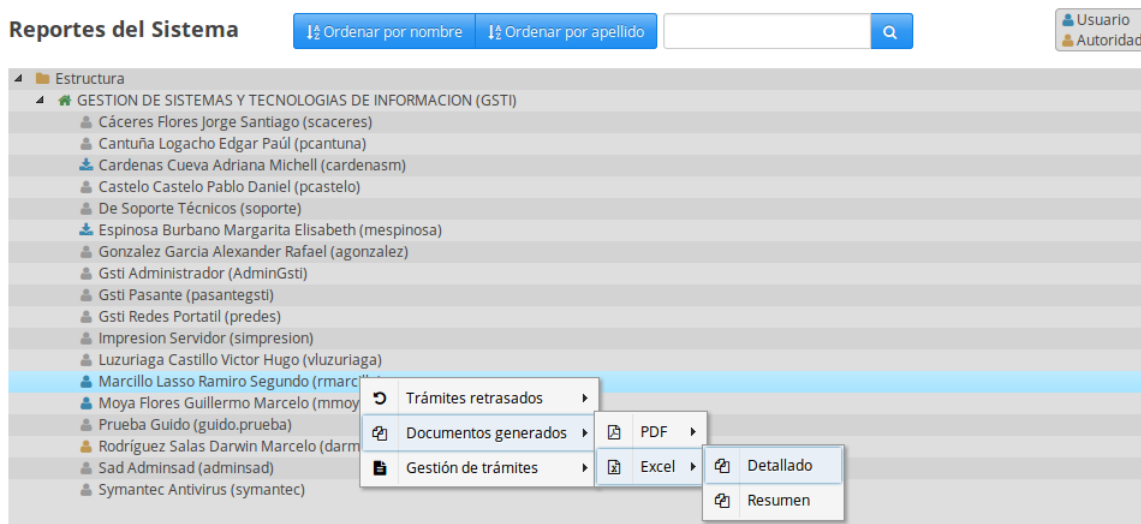 Reportes del Sistema
Ordenar por nombre
Ordenar por apellido
Usuario
Autoridad
Estructura
GESTION DE SISTEMAS Y TECNOLOGIAS DE INFORMACION (GSTI)
Cáceres Flores Jorge Santiago (scaceres)
Cantuña Logacho Edgar Paúl (pcantuna)
Cardenas Cueva Adriana Michell (cardenasm)
Castelo Castelo Pablo Daniel (pcastelo)
De Soporte Técnicos (soporte)
Espinosa Burbano Margarita Elisabeth (mespinosa)
Gonzalez Garcia Alexander Rafael (agonzalez)
Gsti Administrador (AdminGsti)
Gsti Pasante (pasantegsti)
Gsti Redes Portatil (predes)
Impresion Servidor (simpresion)
Luzuriaga Castillo Victor Hugo (vluzuriaga)
Marcillo Lasso Ramiro Segundo
Moya Flores Guillermo Marcelo (mmoy
Prueba Guido (guido.prueba)
Rodríguez Salas Darwin Marcelo (darm
Sad Adminsad (adminsad)
Symantec Antivirus (symantec)
Trámites retrasados
Documentos generados
Gestión de trámites
PDF
Excel
Detallado
Resumen